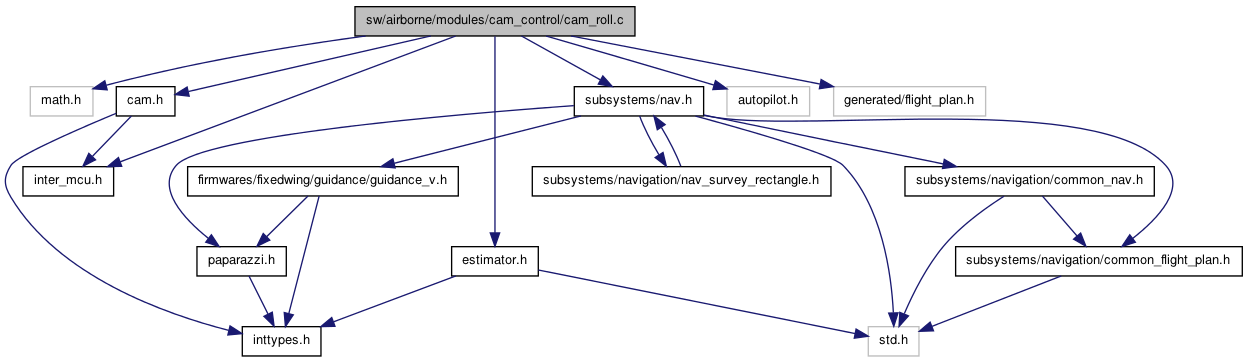 sw/airborne/modules/cam_control/cam_roll.c
math.h
cam.h
subsystems/nav.h
autopilot.h
generated/flight_plan.h
inter_mcu.h
firmwares/fixedwing/guidance/guidance_v.h
subsystems/navigation/nav_survey_rectangle.h
subsystems/navigation/common_nav.h
paparazzi.h
estimator.h
subsystems/navigation/common_flight_plan.h
inttypes.h
std.h